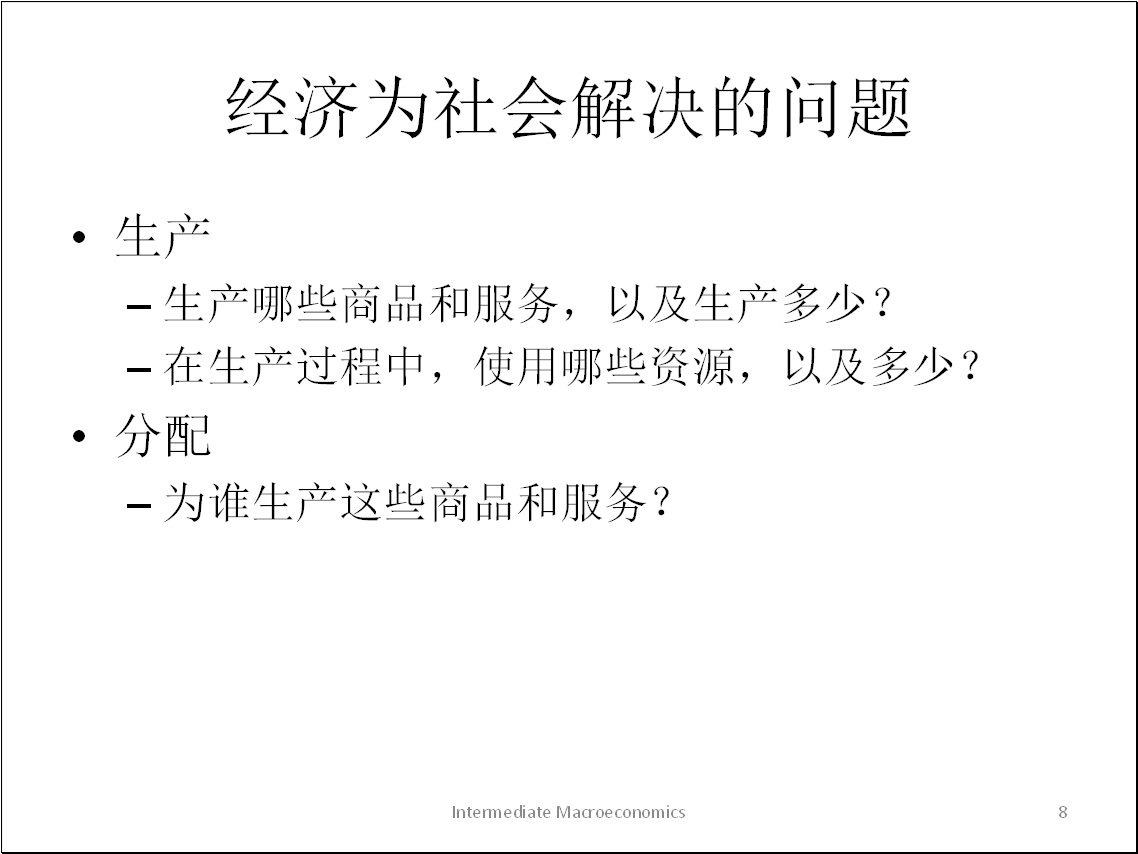 经济为社会解决的问题
• 生产
– 生产哪些商品和服务，以及生产多少？
– 在生产过程中，使用哪些资源，以及多少？
• 分配
– 为谁生产这些商品和服务？
Intermediate Macroeconomics 8